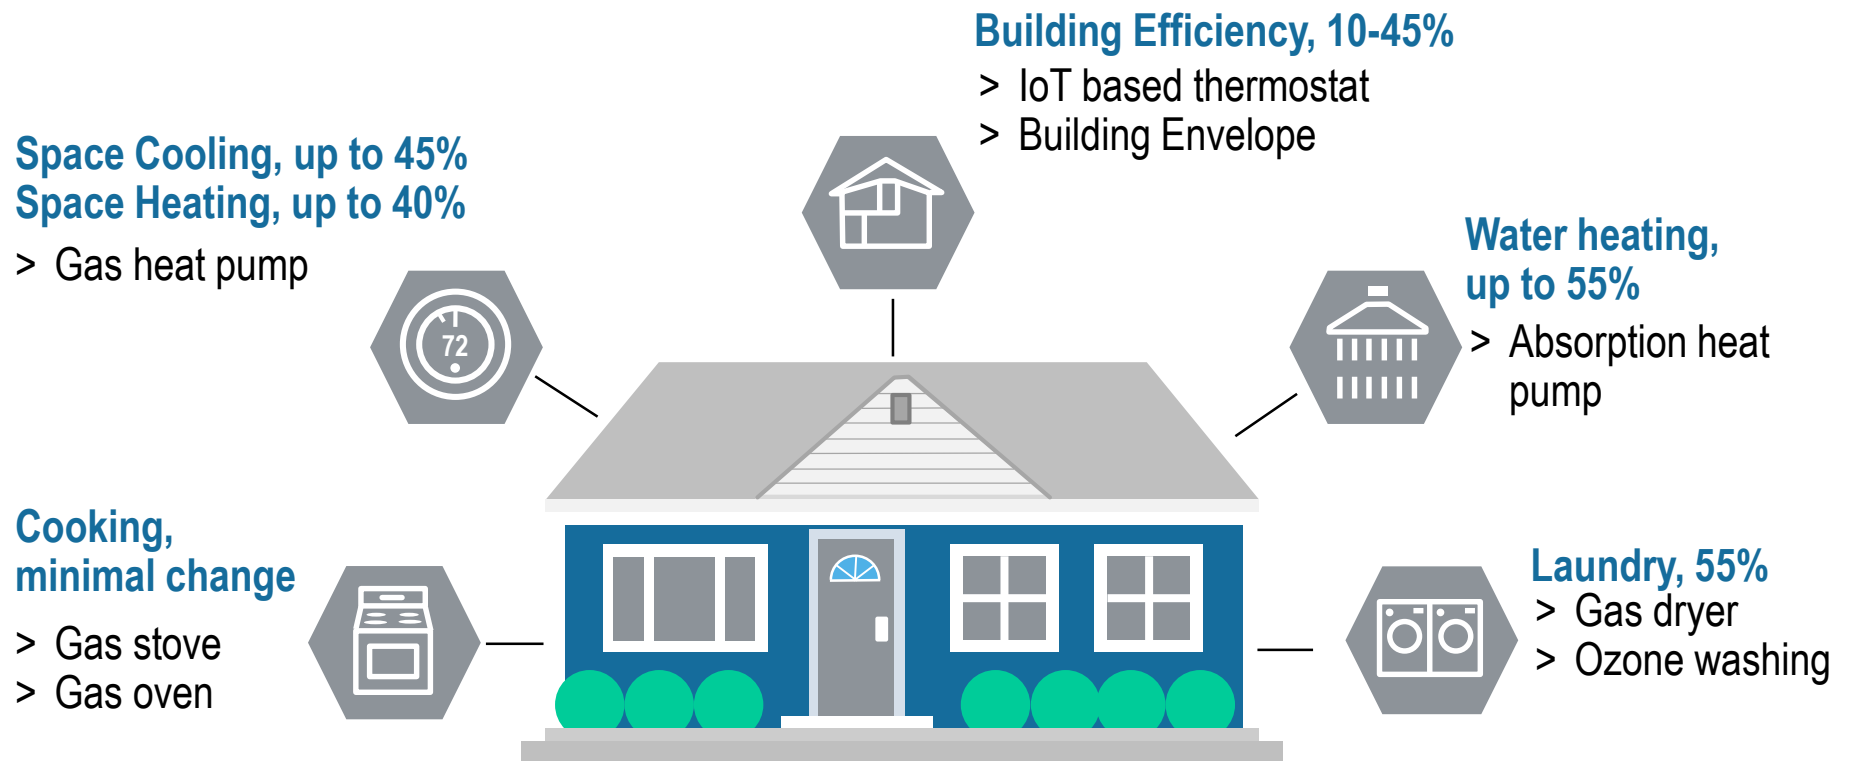 Building Efficiency, 10-45%
> IoT based thermostat
> Building Envelope
Space Cooling, up to 45%
Space Heating, up to 40%
> Gas heat pump
72
Water heating,
up to 55%
> Absorption heat
pump
Cooking,
minimal change
> Gas stove
> Gas oven
Laundry, 55%
> Gas dryer
> Ozone washing